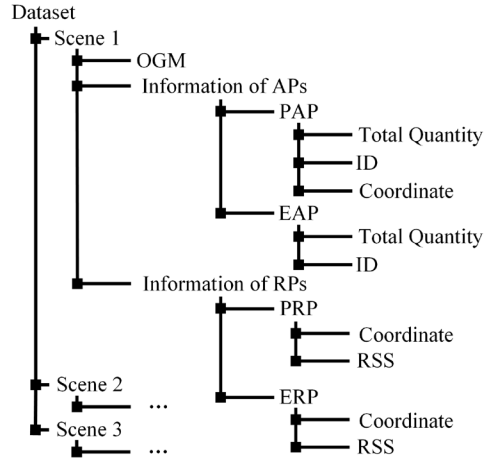 Dataset
Scene 1
OGM
Information of APs
PAP
Total Quantity
ID
Coordinate
EAP
Total Quantity
ID
Information of RPs
PRP
Coordinate
RSS
Scene 2
ERP
...
Coordinate
Scene 3
...
RSS